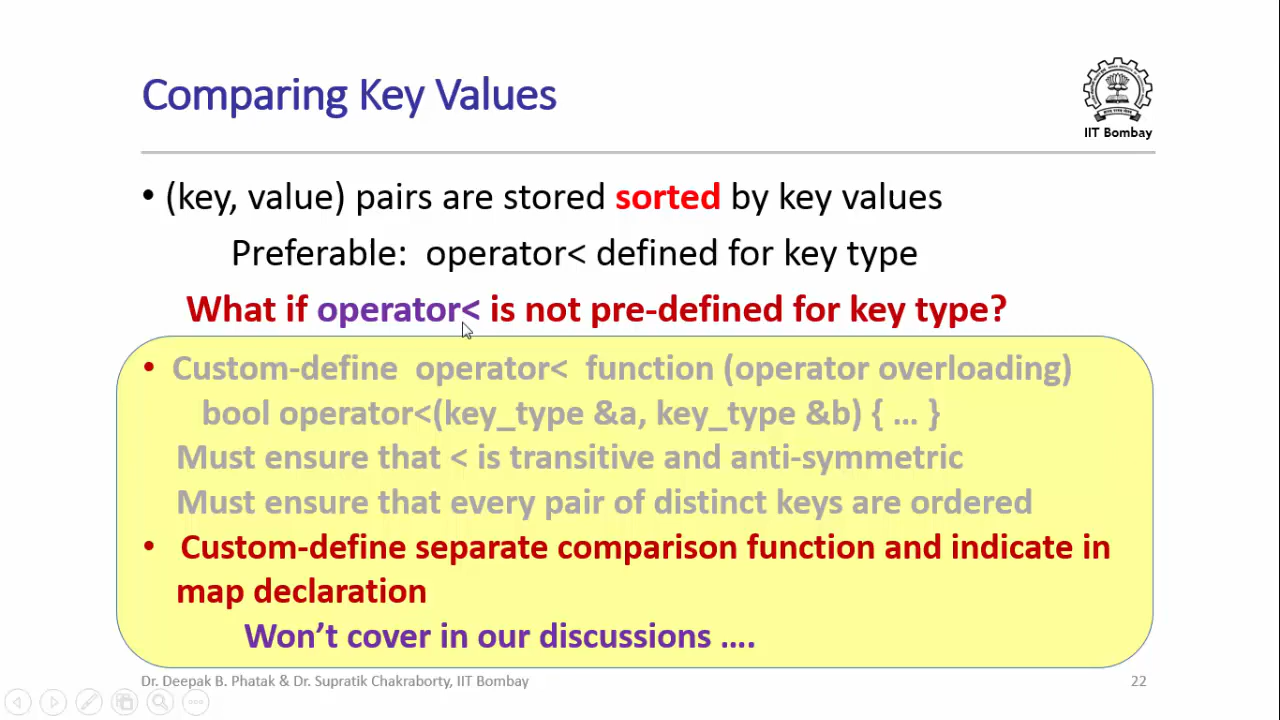 Comparing Key Values
IIT Bombay
• (key, value) pairs are stored sorted by key values
Preferable: operator< defined for key type
What if operator< is not pre-defined for key type?
• Custom-define operator< function (operator overloading)
bool operator<(key_type &a, key_type &b) { … }
Must ensure that < is transitive and anti-symmetric
Must ensure that every pair of distinct keys are ordered
• Custom-define separate comparison function and indicate in
map declaration
Won’t cover in our discussions ….
Dr. Deepak B. Phatak & Dr. Supratik Chakraborty, IIT Bombay
22